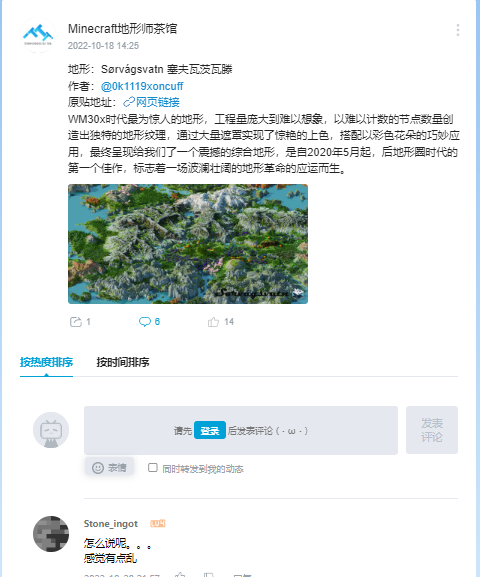 Minecraft地形师茶馆
2022-10-18 14:25
地形：Sørvágsvatn 塞夫瓦茨瓦滕
作者：@0k1119xoncuff
原贴地址：网页链接
WM30x时代最为惊人的地形，工程量庞大到难以想象，以难以计数的节点数量创
造出独特的地形纹理，通过大量遮罩实现了惊艳的上色，搭配以彩色花朵的巧妙应
用，最终呈现给我们了一个震撼的综合地形，是自2020年5月起，后地形圈时代的
第一个佳作，标志着一场波澜壮阔的地形革命的应运而生。
1 6 14
按热度排序 按时间排序
请先 登录 后发表评论 (・ω・)
发表
评论
表情 同时转发到我的动态
Stone_ingot
怎么说呢。。。
感觉有点乱